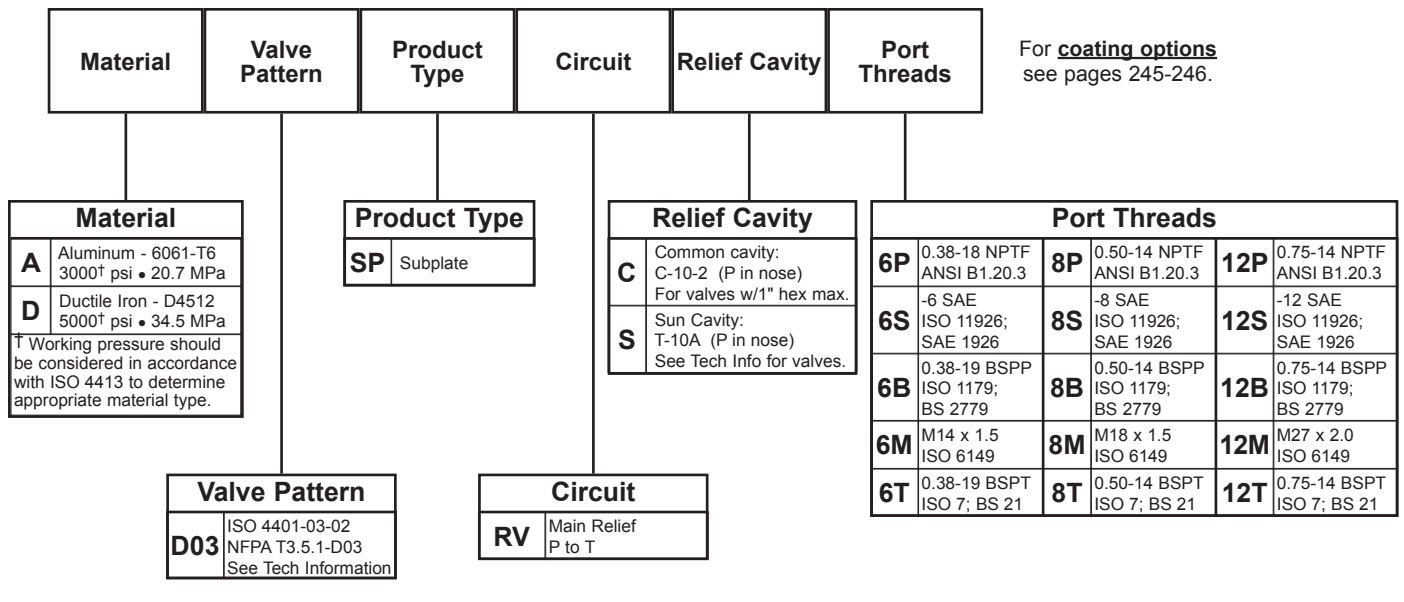 Material
Valve
Pattern
Product
Type
Circuit
Relief Cavity
Port
Threads
For coating options
see pages 245-246.
Material
A
Aluminum - 6061-T6
3000† psi • 20.7 MPa
D
Ductile Iron - D4512
5000† psi • 34.5 MPa
† Working pressure should
be considered in accordance
with ISO 4413 to determine
appropriate material type.
Product Type
SP
Subplate
Relief Cavity
C
Common cavity:
C-10-2 (P in nose)
For valves w/1" hex max.
S
Sun Cavity:
T-10A (P in nose)
See Tech Info for valves.
Port Threads
6P
0.38-18 NPTF
ANSI B1.20.3
8P
0.50-14 NPTF
ANSI B1.20.3
12P
0.75-14 NPTF
ANSI B1.20.3
6S
-6 SAE
ISO 11926;
SAE 1926
8S
-8 SAE
ISO 11926;
SAE 1926
12S
-12 SAE
ISO 11926;
SAE 1926
6B
0.38-19 BSPP
ISO 1179;
BS 2779
8B
0.50-14 BSPP
ISO 1179;
BS 2779
12B
0.75-14 BSPP
ISO 1179;
BS 2779
6M
M14 x 1.5
ISO 6149
8M
M18 x 1.5
ISO 6149
12M
M27 x 2.0
ISO 6149
6T
0.38-19 BSPT
ISO 7; BS 21
8T
0.50-14 BSPT
ISO 7; BS 21
12T
0.75-14 BSPT
ISO 7; BS 21
Valve Pattern
D03
ISO 4401-03-02
NFPA T3.5.1-D03
See Tech Information
Circuit
RV
Main Relief
P to T